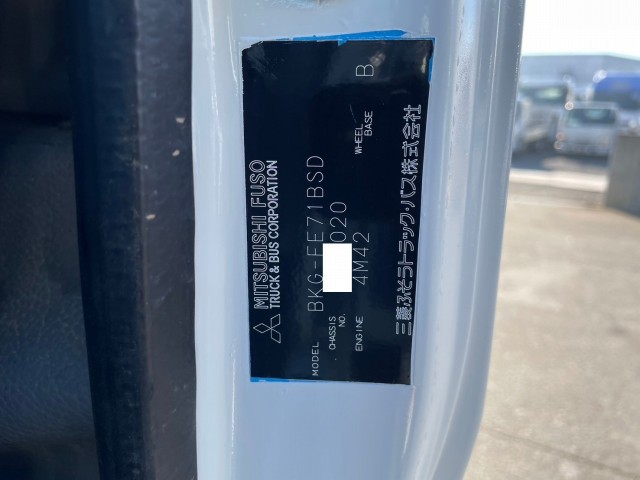 MITSUBISHI FUSO
TRUCK & BUS CORPORATION
MODEL BKG-FE71BSD
CHASSIS NO. 020
ENGINE 4M42 WHEEL BASE B
三菱ふそうトラック・バス株式会社